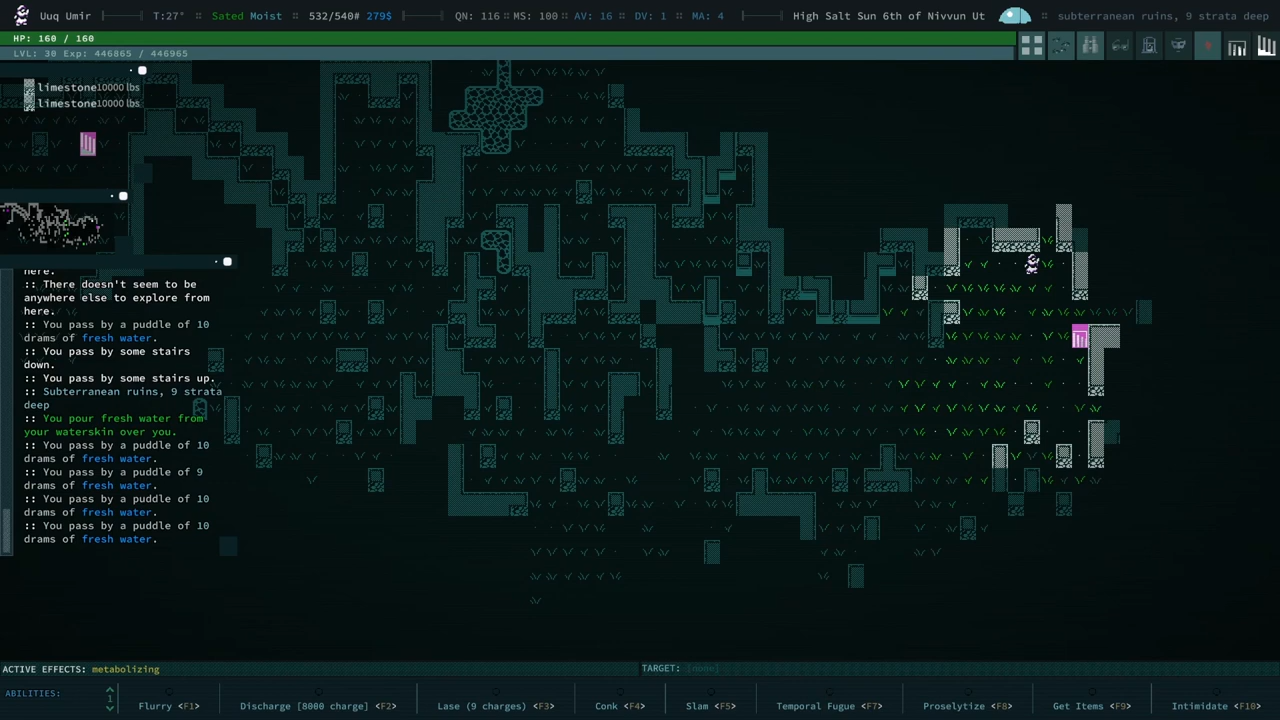 Uuq Umir T:27° :: Sated Moist :: 532/540# 279$ QN: 116 :: MS: 100 :: AV: 16 :: DV: 1 :: MA: 4 High Salt Sun 6th of Nivvun Ut :: subterranean ruins, 9 strata deep
HP: 160 / 160
LVL: 30 Exp: 446865 / 446965
limestone10000 lbs
limestone10000 lbs
here.
:: There doesn't seem to be
anywhere else to explore from
here.
:: You pass by a puddle of 10
drams of fresh water.
:: You pass by some stairs
down.
:: You pass by some stairs up.
:: Subterranean ruins, 9 strata
deep
:: You pour fresh water from
your waterskin over you.
:: You pass by a puddle of 10
drams of fresh water.
:: You pass by a puddle of 9
drams of fresh water.
:: You pass by a puddle of 10
drams of fresh water.
:: You pass by a puddle of 10
drams of fresh water.
ACTIVE EFFECTS: metabolizing TARGET: [none]
ABILITIES: 1 Flurry <F1> Discharge [8000 charge] <F2> Lase (9 charges) <F3> Conk <F4> Slam <F5> Temporal Fugue <F7> Proselytize <F8> Get Items <F9> Intimidate <F10>